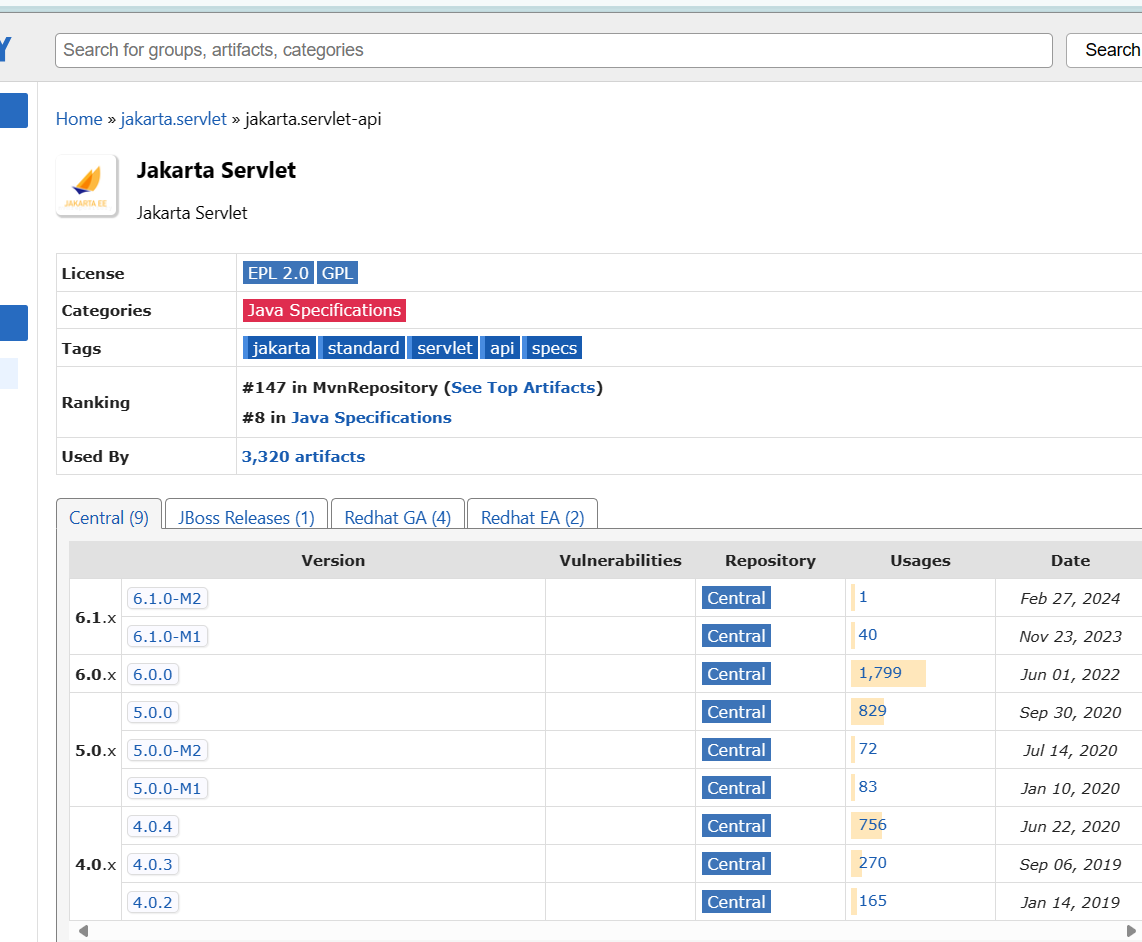 Y
Search for groups, artifacts, categories
Search
Home » jakarta.servlet » jakarta.servlet-api
JAKARTA EE
Jakarta Servlet
Jakarta Servlet
License EPL 2.0 GPL
Categories Java Specifications
Tags jakarta standard servlet api specs
Ranking
#147 in MvnRepository (See Top Artifacts)
#8 in Java Specifications
Used By 3,320 artifacts
Central (9) JBoss Releases (1) Redhat GA (4) Redhat EA (2)
Version Vulnerabilities Repository Usages Date
6.1.x
6.1.0-M2 Central 1 Feb 27, 2024
6.1.0-M1 Central 40 Nov 23, 2023
6.0.x 6.0.0 Central 1,799 Jun 01, 2022
5.0.x
5.0.0 Central 829 Sep 30, 2020
5.0.0-M2 Central 72 Jul 14, 2020
5.0.0-M1 Central 83 Jan 10, 2020
4.0.x
4.0.4 Central 756 Jun 22, 2020
4.0.3 Central 270 Sep 06, 2019
4.0.2 Central 165 Jan 14, 2019